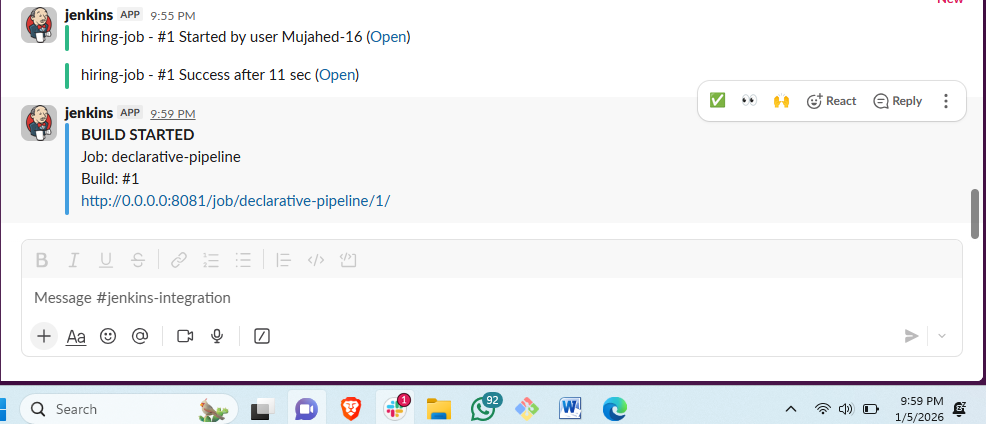 New
jenkins APP 9:55 PM
hiring-job - #1 Started by user Mujahed-16 (Open)
hiring-job - #1 Success after 11 sec (Open)
jenkins APP 9:59 PM
React Reply
BUILD STARTED
Job: declarative-pipeline
Build: #1
http://0.0.0.0:8081/job/declarative-pipeline/1/
Message #jenkins-integration
Aa
Search
1
92
9:59 PM
1/5/2026